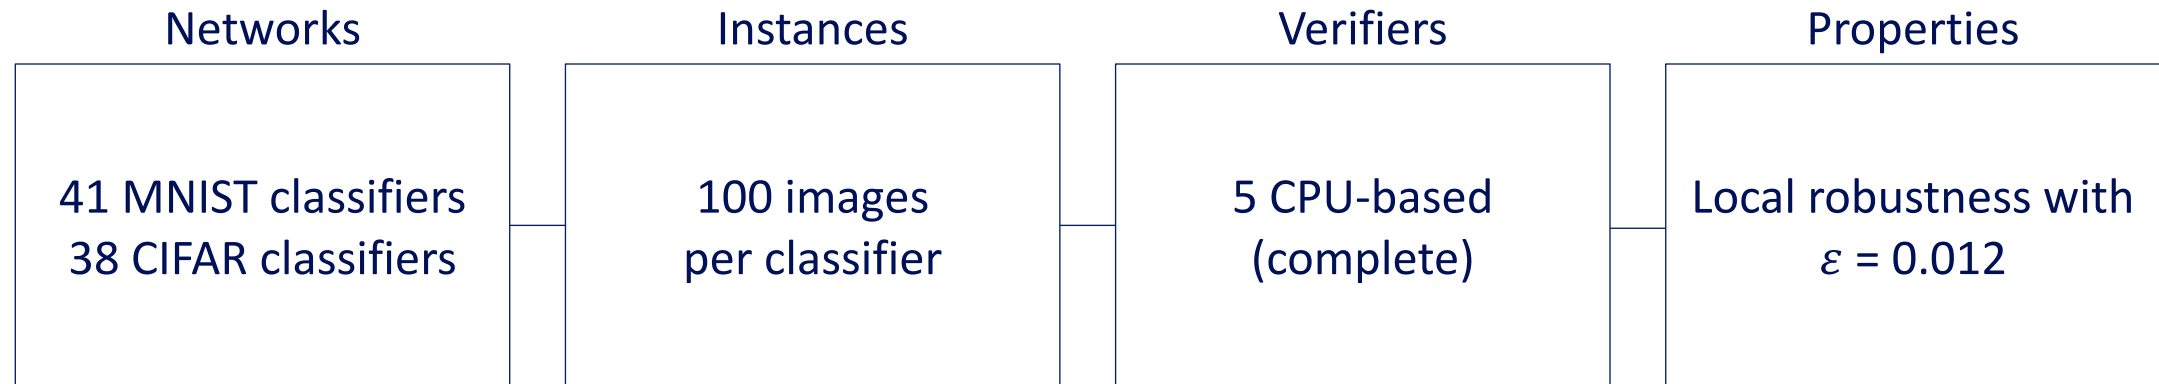 Networks
41 MNIST classifiers
38 CIFAR classifiers
Instances
100 images
per classifier
Verifiers
5 CPU-based
(complete)
Properties
Local robustness with
𝜀 = 0.012